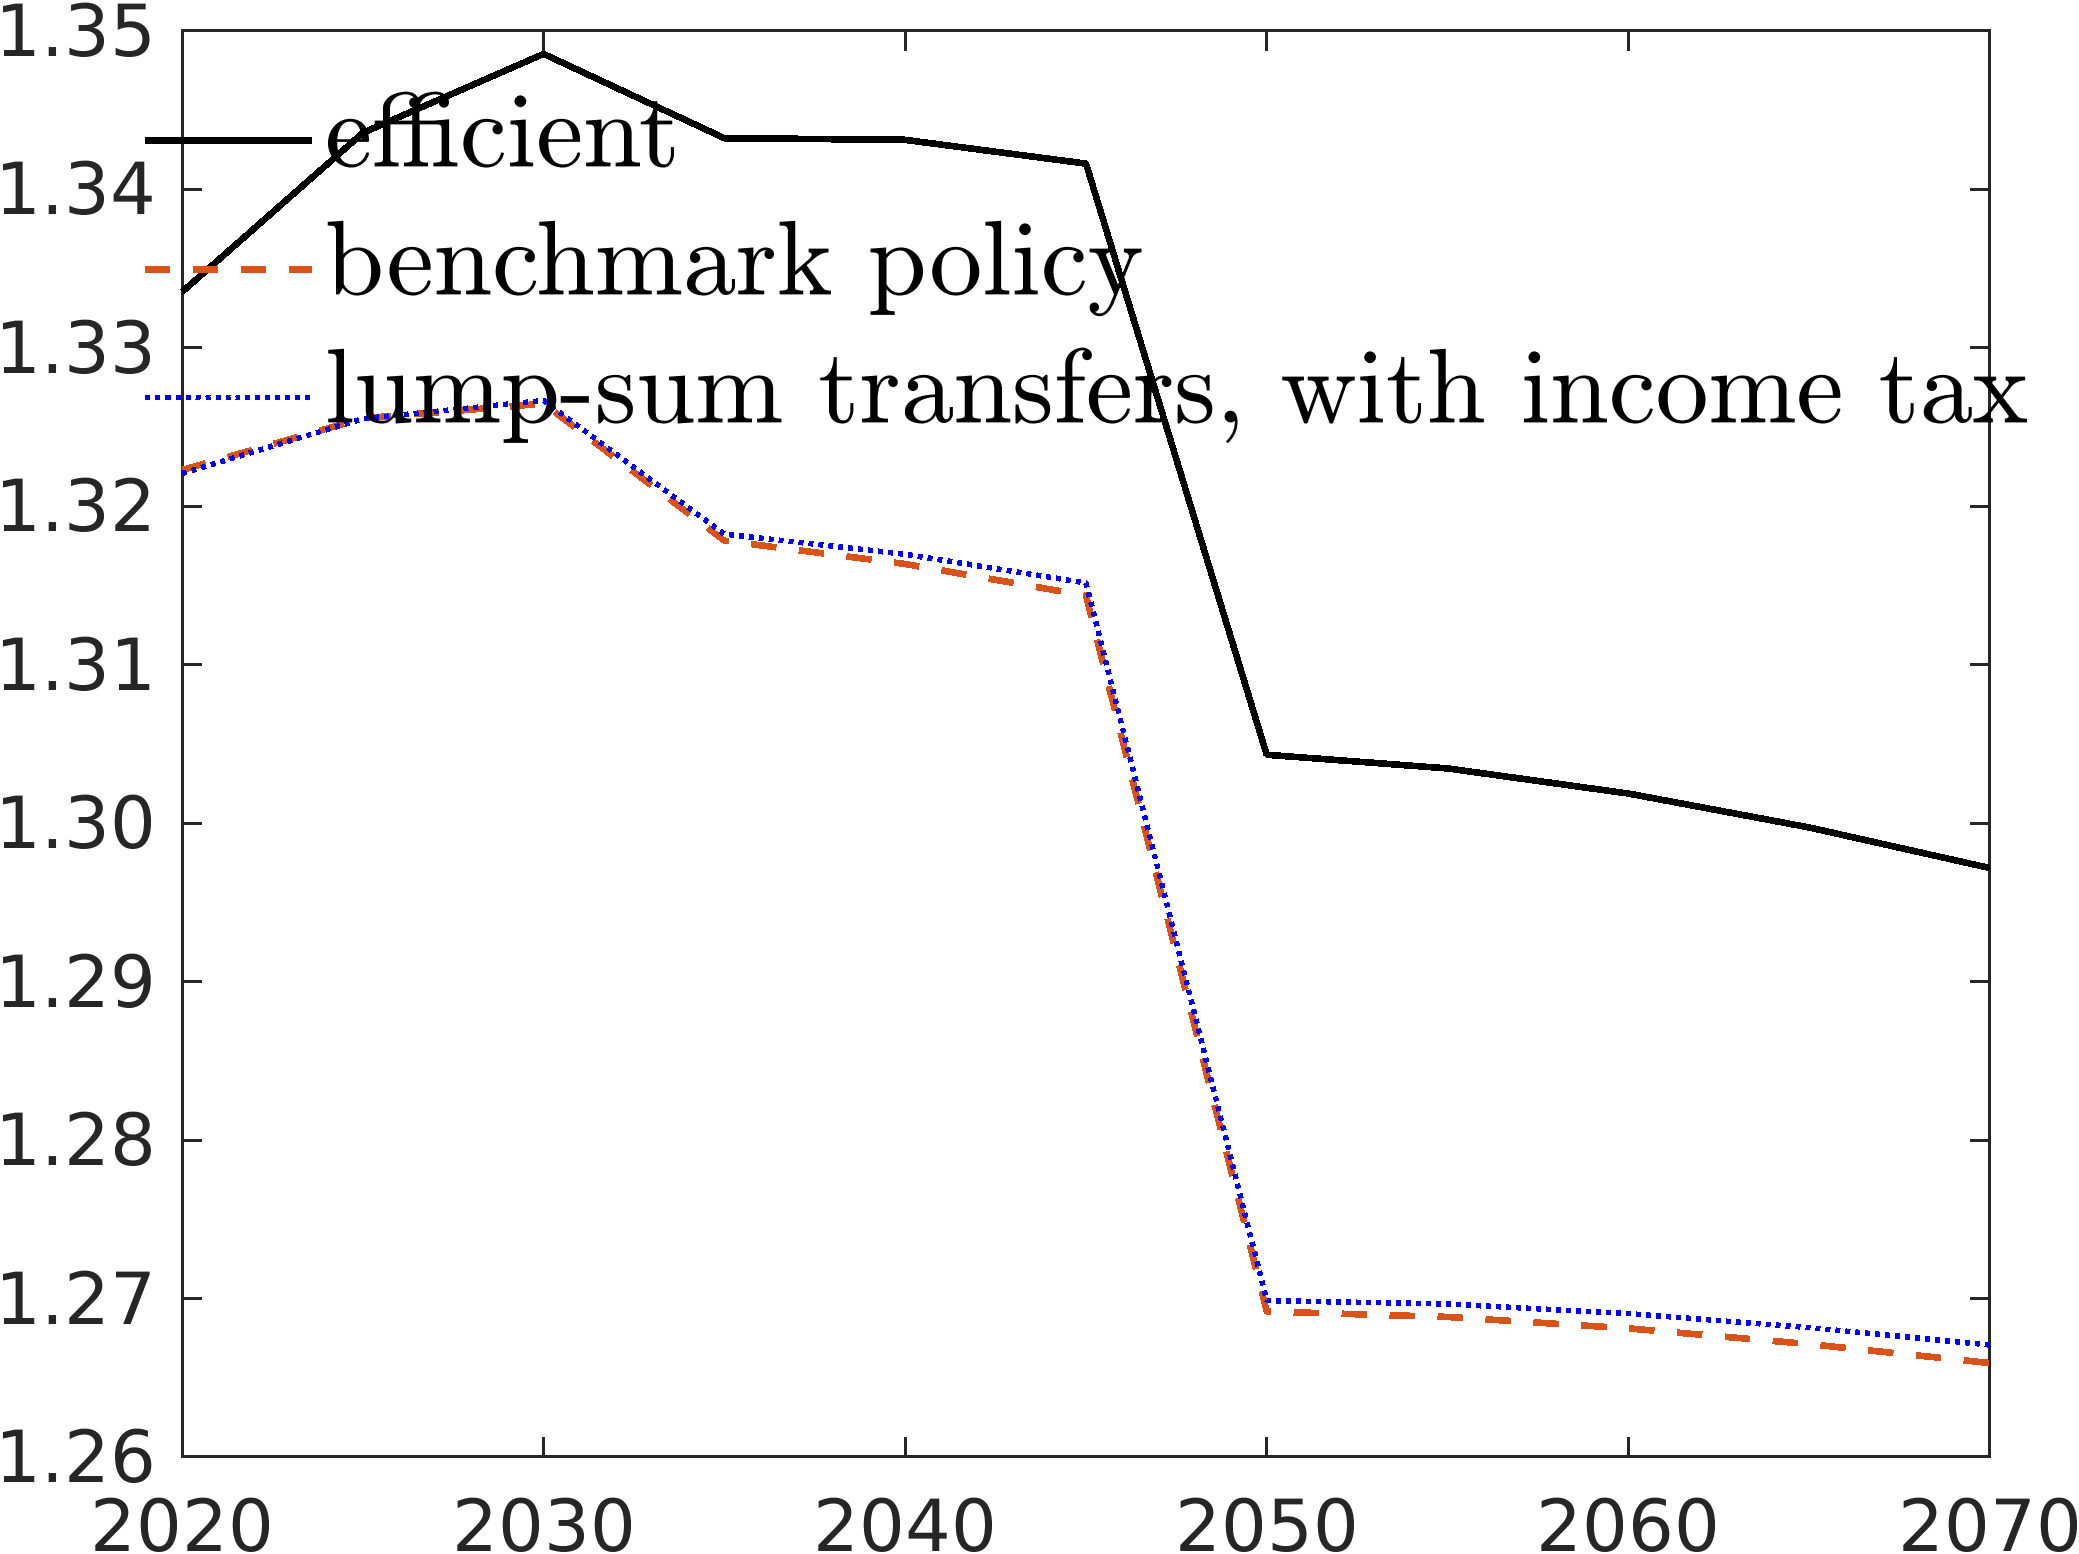 1.35
efficient
1.34
benchmark policy
1.33
lump-sum transfers, with income tax
1.32
1.31
1.30
1.29
1.28
1.27
1.26
2020 2030 2040 2050 2060 2070